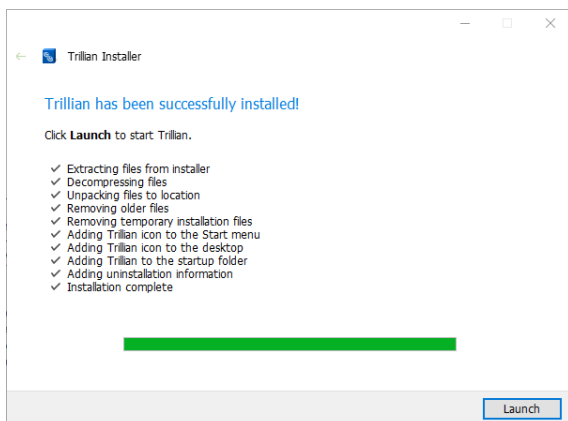 Trillian Installer
Trillian has been successfully installed!
Click Launch to start Trillian.
Extracting files from installer
Decompressing files
Unpacking files to location
Removing older files
Removing temporary installation files
Adding Trillian icon to the Start menu
Adding Trillian icon to the desktop
Adding Trillian to the startup folder
Adding uninstallation information
Installation complete
Launch